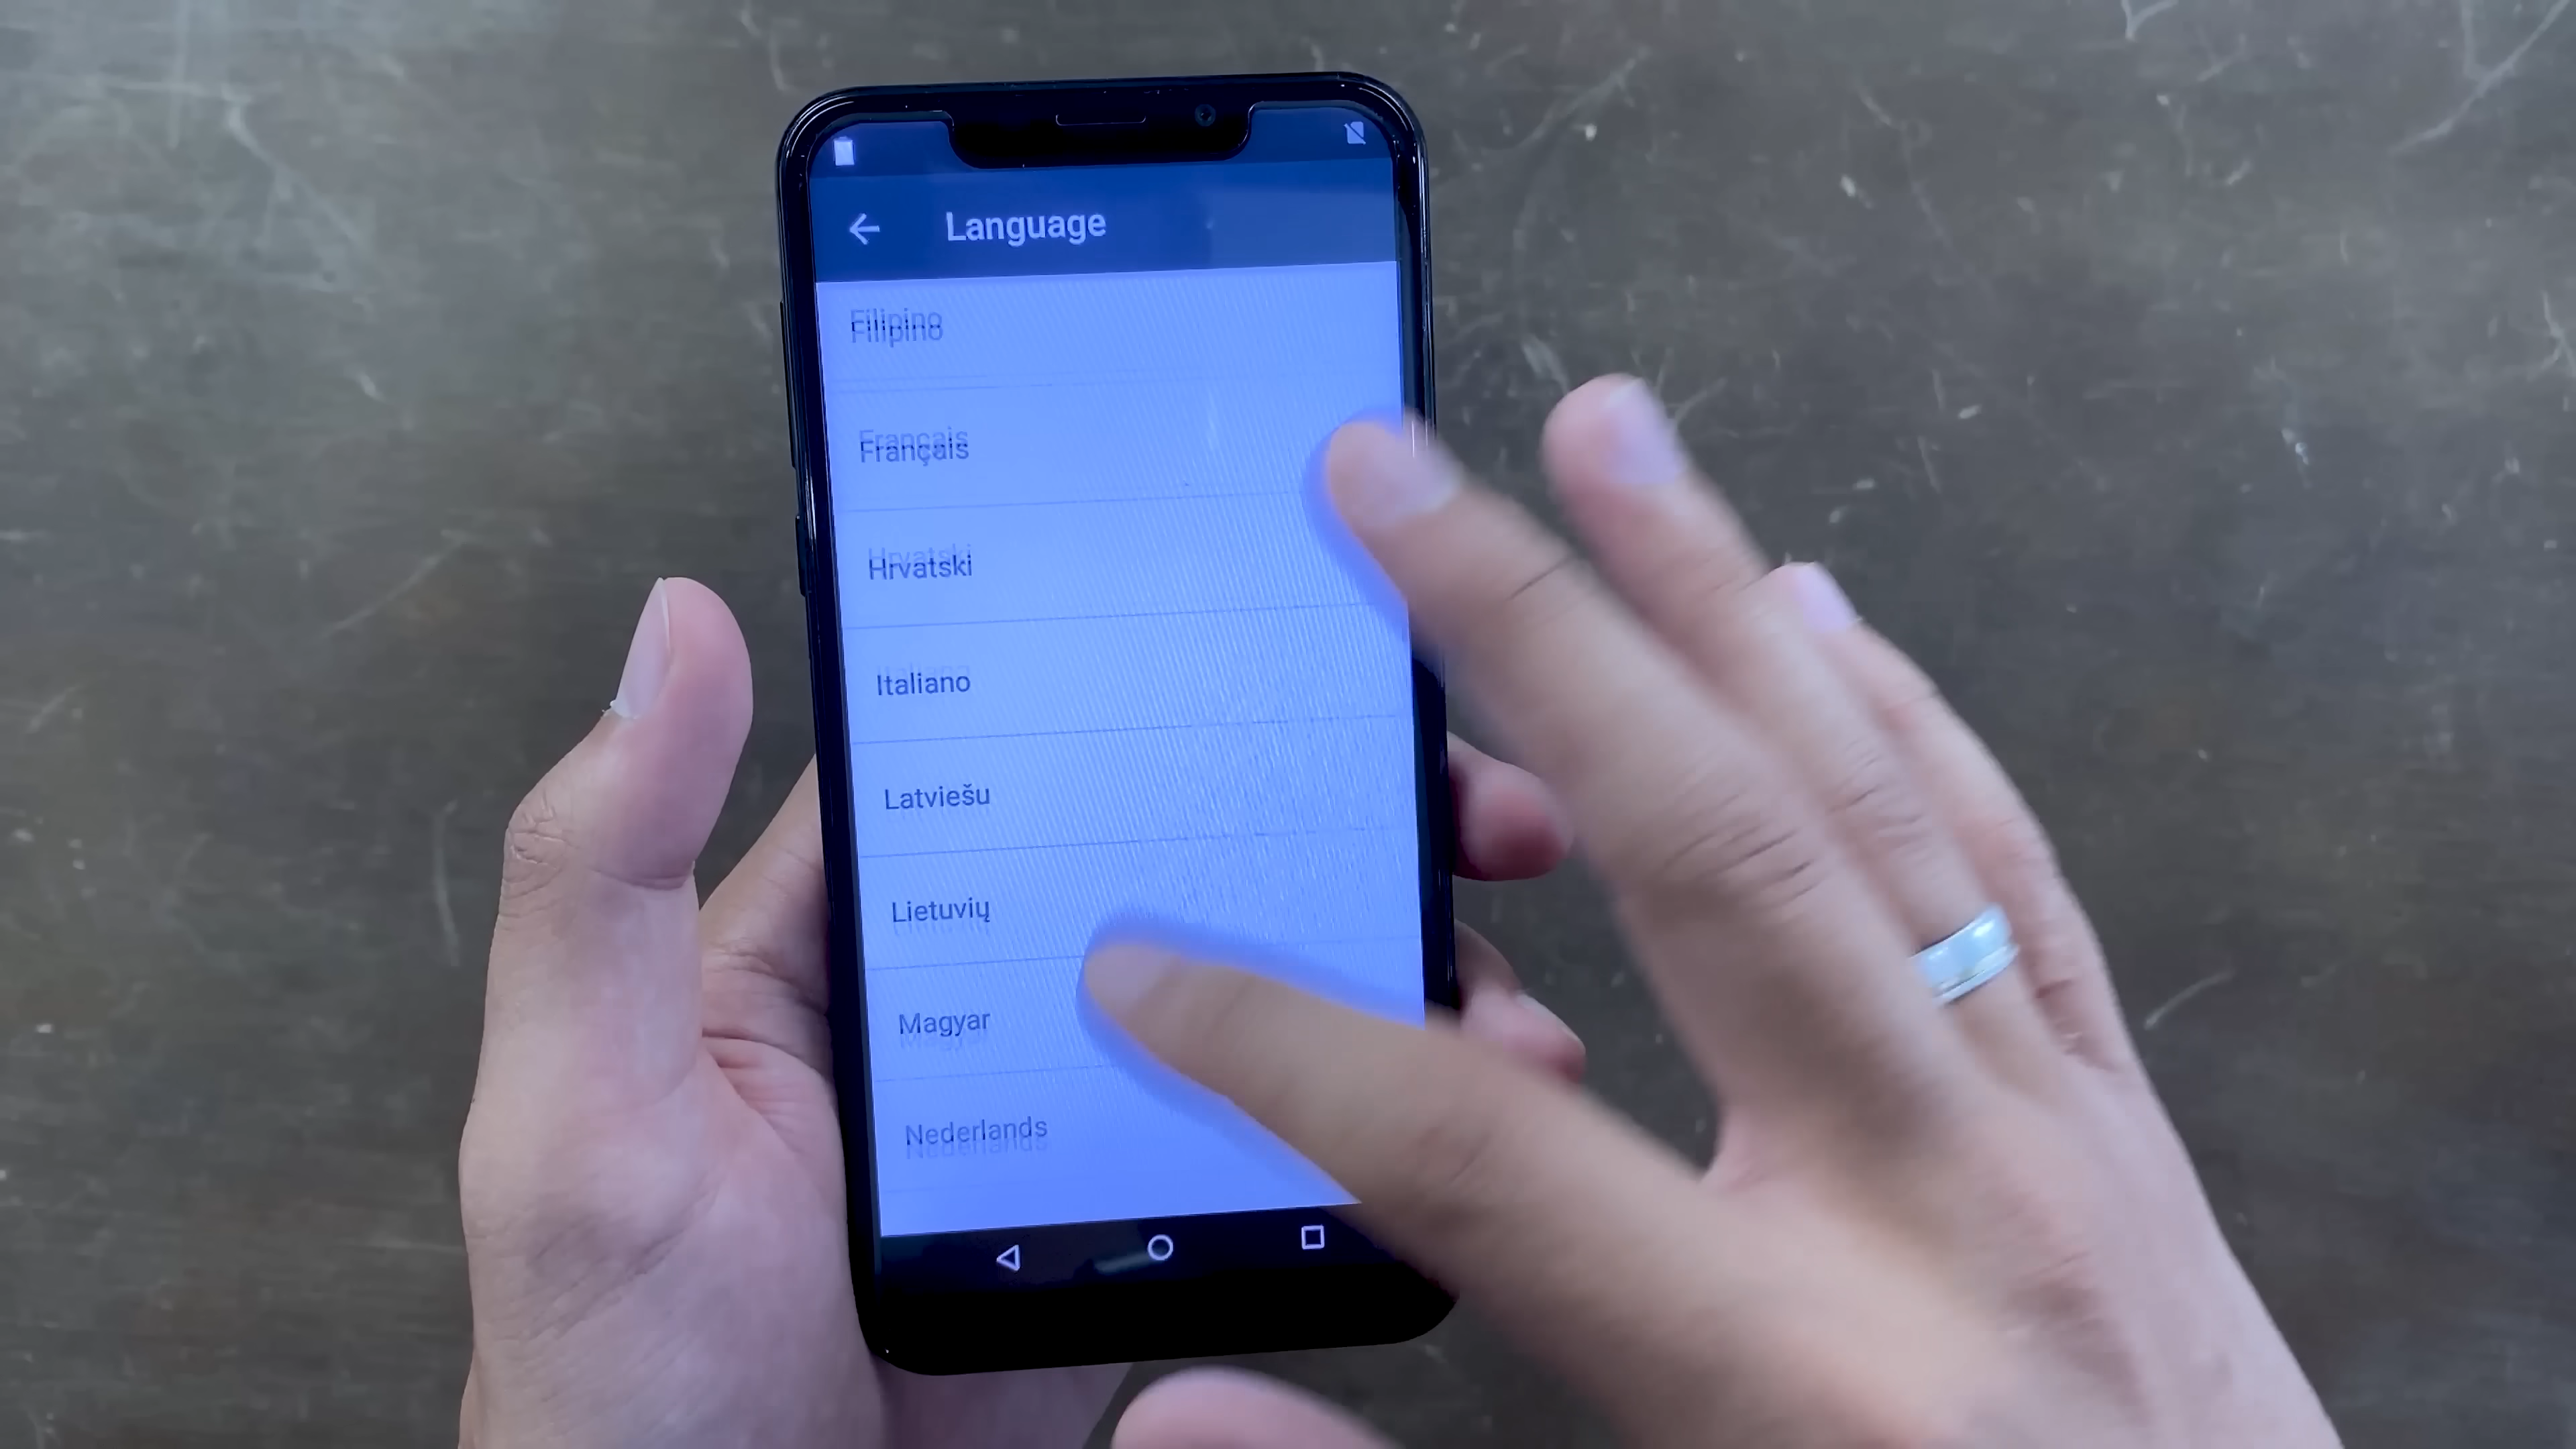 Language
Filipino
Français
Hrvatski
Italiano
Latviešu
Lietuvių
Magyar
Nederlands